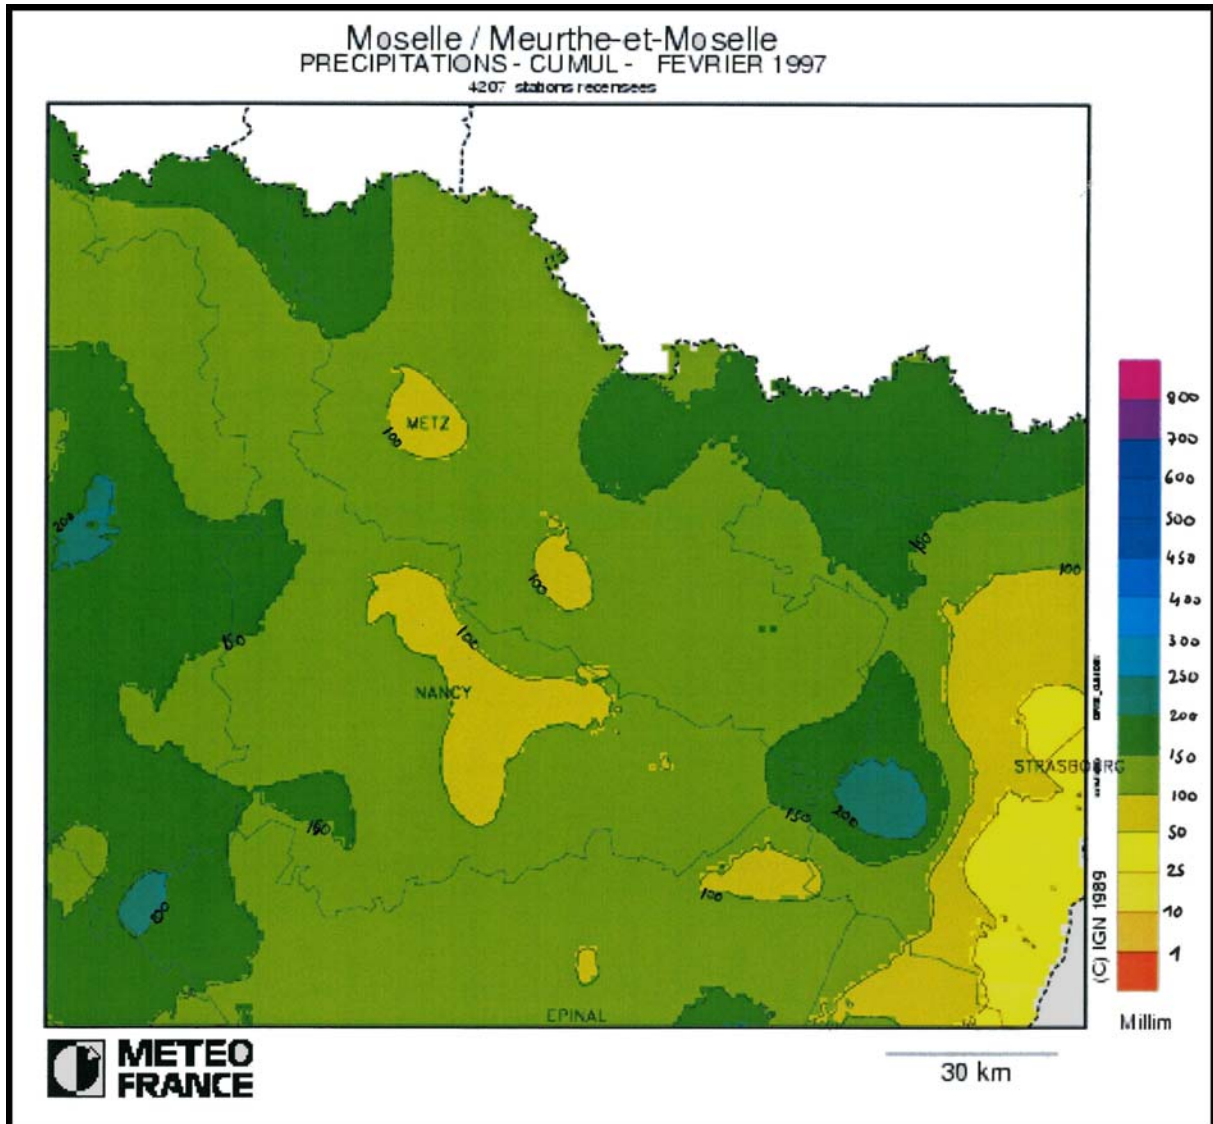 Moselle / Meurthe-et-Moselle
PRECIPITATIONS - CUMUL - FEVRIER 1997
4207 stations recensees
METZ
100
200
100
100
150
150
100
NANCY
STRASBOURG
150
200
150
100
EPINAL
800
700
600
500
450
400
300
250
200
150
100
50
25
10
1
Millim
(C) IGN 1989
METEO
FRANCE
30 km